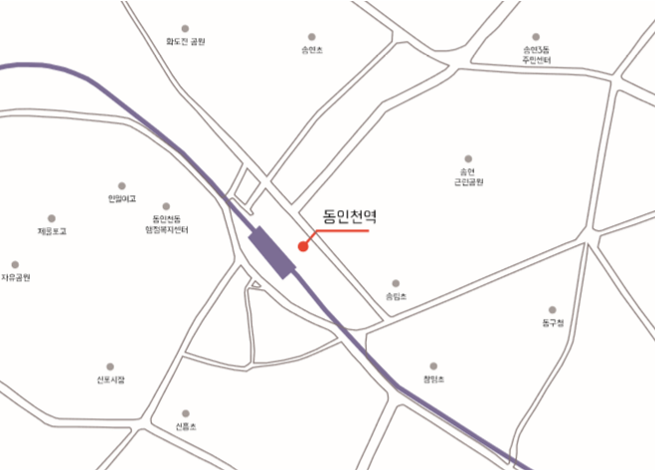 화도진 공원
송현초
송현3동
주민센터
송현
근린공원
인일여고
동인천동
행정복지센터
제물포고
동인천역
자유공원
송림초
동구청
신포시장
창영초
신흥초